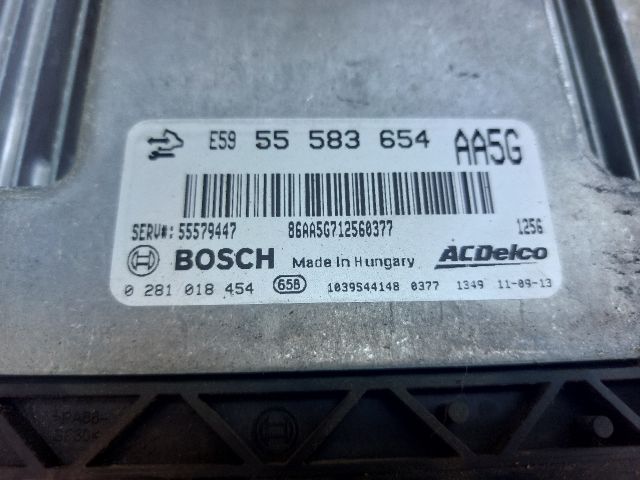 E59 55 583 654 AA5G
SERV#: 55579447 86AA5G712560377 125G
BOSCH Made in Hungary ACDelco
0 281 018 454 658 1039S44148 0377 1349 11-09-13